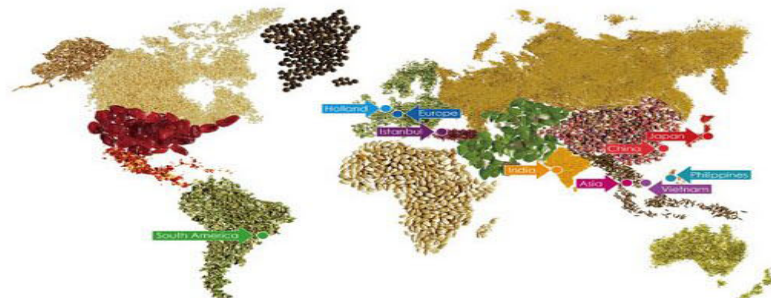 Holland
Europe
Istanbul
Japan
China
India
Philippines
Asia
Vietnam
South America